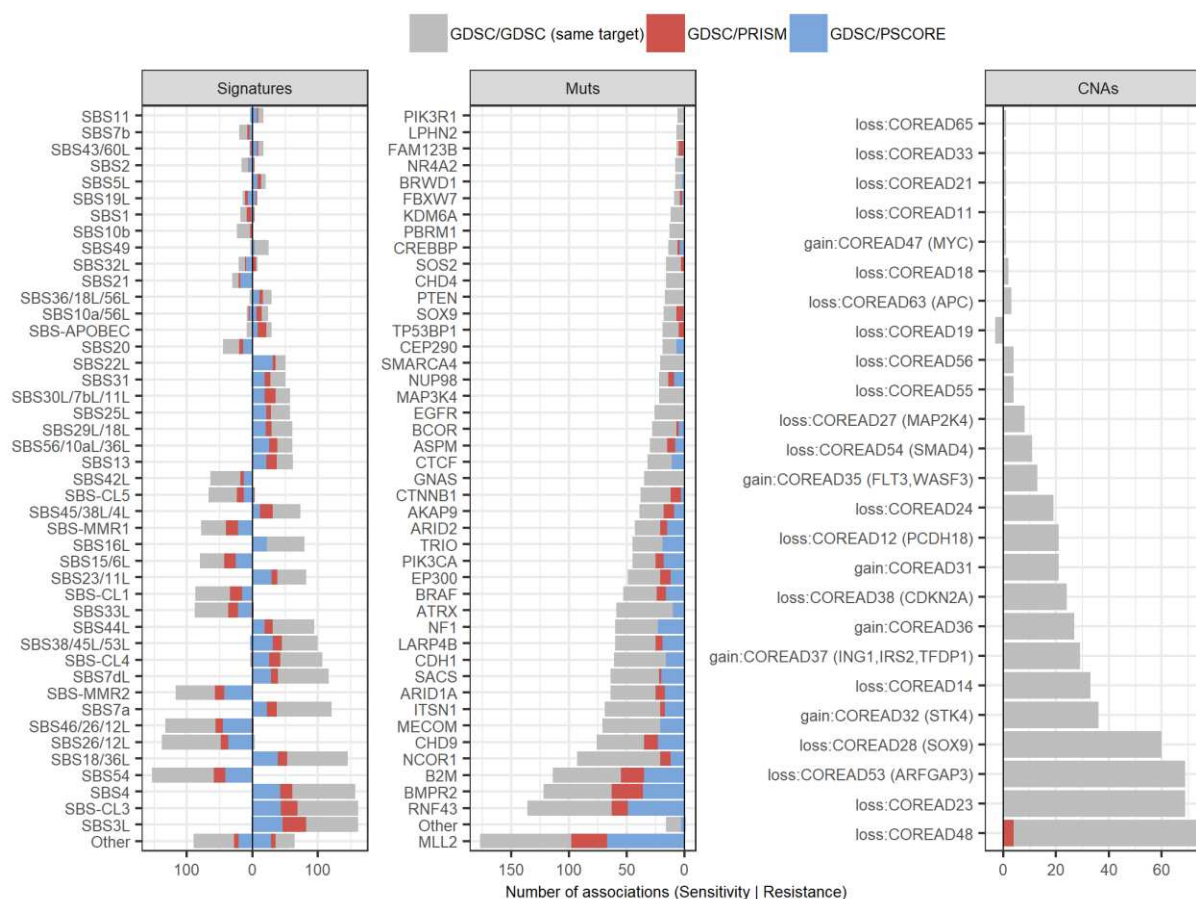 GDSC/GDSC (same target) GDSC/PRISM GDSC/PSCORE
Signatures
SBS11
SBS7b
SBS43/60L
SBS2
SBS5L
SBS19L
SBS1
SBS10b
SBS49
SBS32L
SBS21
SBS36/18L/56L
SBS10a/56L
SBS-APOBEC
SBS20
SBS22L
SBS31
SBS30L/7bL/11L
SBS25L
SBS29L/18L
SBS56/10aL/36L
SBS13
SBS42L
SBS-CL5
SBS45/38L/4L
SBS-MMR1
SBS16L
SBS15/6L
SBS23/11L
SBS-CL1
SBS33L
SBS44L
SBS38/45L/53L
SBS-CL4
SBS7dL
SBS-MMR2
SBS7a
SBS46/26/12L
SBS26/12L
SBS18/36L
SBS54
SBS4
SBS-CL3
SBS3L
Other
100 0 100
Muts
PIK3R1
LPHN2
FAM123B
NR4A2
BRWD1
FBXW7
KDM6A
PBRM1
CREBBP
SOS2
CHD4
PTEN
SOX9
TP53BP1
CEP290
SMARCA4
NUP98
MAP3K4
EGFR
BCOR
ASPM
CTCF
GNAS
CTNNB1
AKAP9
ARID2
TRIO
PIK3CA
EP300
BRAF
ATRX
NF1
LARP4B
CDH1
SACS
ARID1A
ITSN1
MECOM
CHD9
NCOR1
B2M
BMPR2
RNF43
Other
MLL2
150 100 50 0
CNAs
loss:COREAD65
loss:COREAD33
loss:COREAD21
loss:COREAD11
gain:COREAD47 (MYC)
loss:COREAD18
loss:COREAD63 (APC)
loss:COREAD19
loss:COREAD56
loss:COREAD55
loss:COREAD27 (MAP2K4)
loss:COREAD54 (SMAD4)
gain:COREAD35 (FLT3,WASF3)
loss:COREAD24
loss:COREAD12 (PCDH18)
gain:COREAD31
loss:COREAD38 (CDKN2A)
gain:COREAD36
gain:COREAD37 (ING1,IRS2,TFDP1)
loss:COREAD14
gain:COREAD32 (STK4)
loss:COREAD28 (SOX9)
loss:COREAD53 (ARFGAP3)
loss:COREAD23
loss:COREAD48
0 20 40 60
Number of associations (Sensitivity | Resistance)